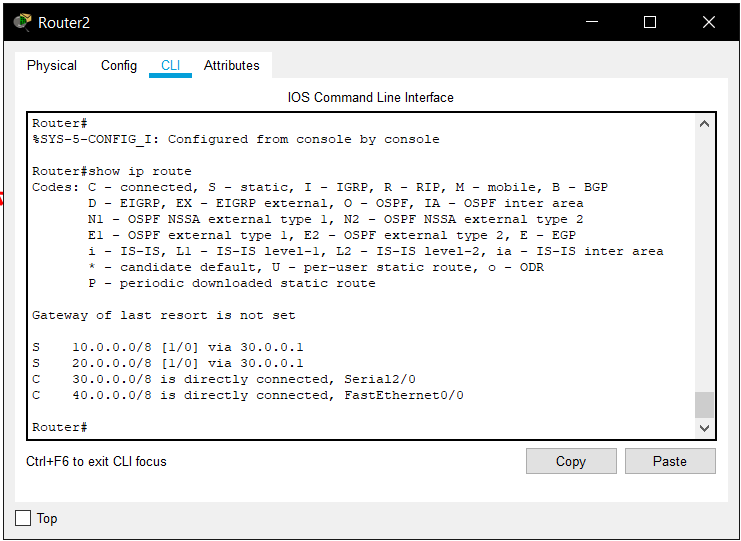 Router2
Physical Config CLI Attributes
IOS Command Line Interface
Router#
%SYS-5-CONFIG_I: Configured from console by console
Router#show ip route
Codes: C - connected, S - static, I - IGRP, R - RIP, M - mobile, B - BGP
D - EIGRP, EX - EIGRP external, O - OSPF, IA - OSPF inter area
N1 - OSPF NSSA external type 1, N2 - OSPF NSSA external type 2
E1 - OSPF external type 1, E2 - OSPF external type 2, E - EGP
i - IS-IS, L1 - IS-IS level-1, L2 - IS-IS level-2, ia - IS-IS inter area
* - candidate default, U - per-user static route, o - ODR
P - periodic downloaded static route
Gateway of last resort is not set
S 10.0.0.0/8 [1/0] via 30.0.0.1
S 20.0.0.0/8 [1/0] via 30.0.0.1
C 30.0.0.0/8 is directly connected, Serial2/0
C 40.0.0.0/8 is directly connected, FastEthernet0/0
Router#
Ctrl+F6 to exit CLI focus
Copy Paste
Top